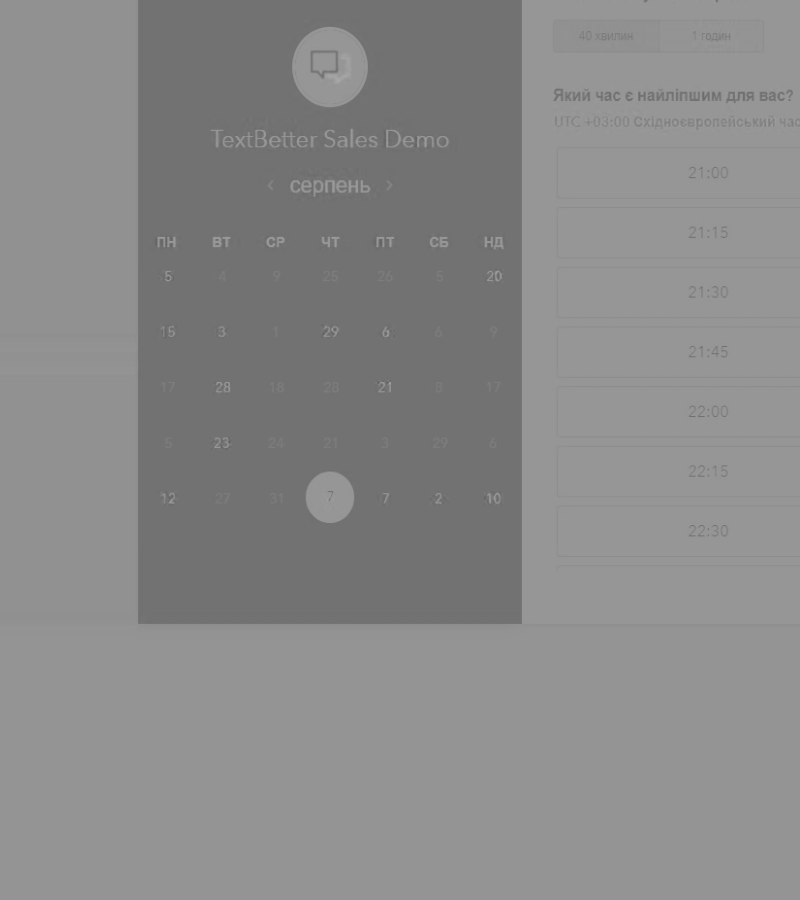 40 хвилин 1 годин
Який час є найліпшим для вас?
UTC +03:00 Східноєвропейський час
TextBetter Sales Demo
‹ серпень ›
ПН ВТ СР ЧТ ПТ СБ НД
5 4 9 25 26 5 20
15 3 1 29 6 6 9
17 28 18 28 21 8 17
5 23 24 21 3 29 6
12 27 31 7 7 2 10
21:00
21:15
21:30
21:45
22:00
22:15
22:30